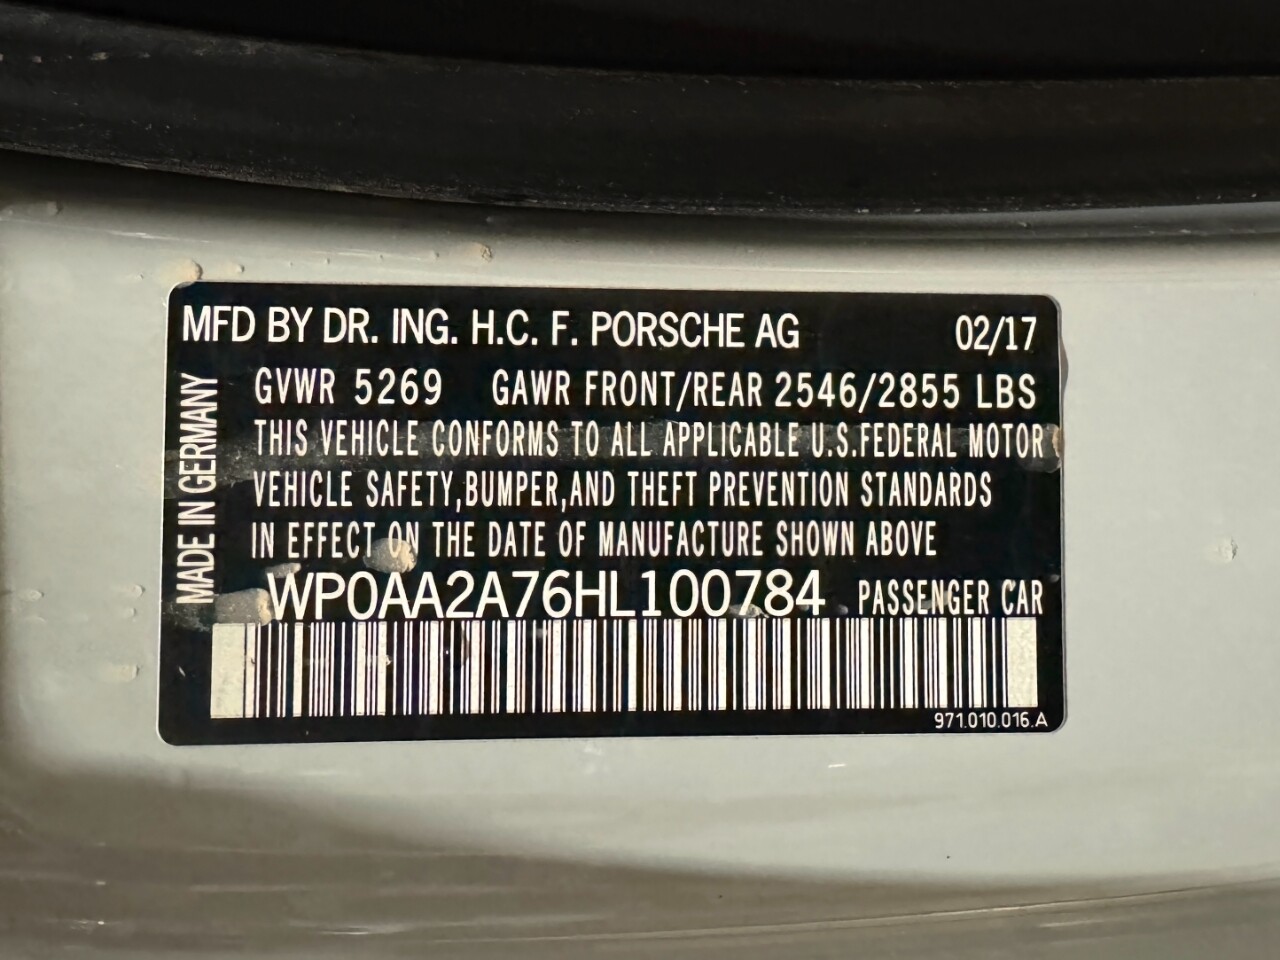 MFD BY DR. ING. H.C. F. PORSCHE AG 02/17
GVWR 5269 GAWR FRONT/REAR 2546/2855 LBS
THIS VEHICLE CONFORMS TO ALL APPLICABLE U.S.FEDERAL MOTOR
VEHICLE SAFETY,BUMPER,AND THEFT PREVENTION STANDARDS
IN EFFECT ON THE DATE OF MANUFACTURE SHOWN ABOVE
WP0AA2A76HL100784 PASSENGER CAR
971.010.016.A
MADE IN GERMANY